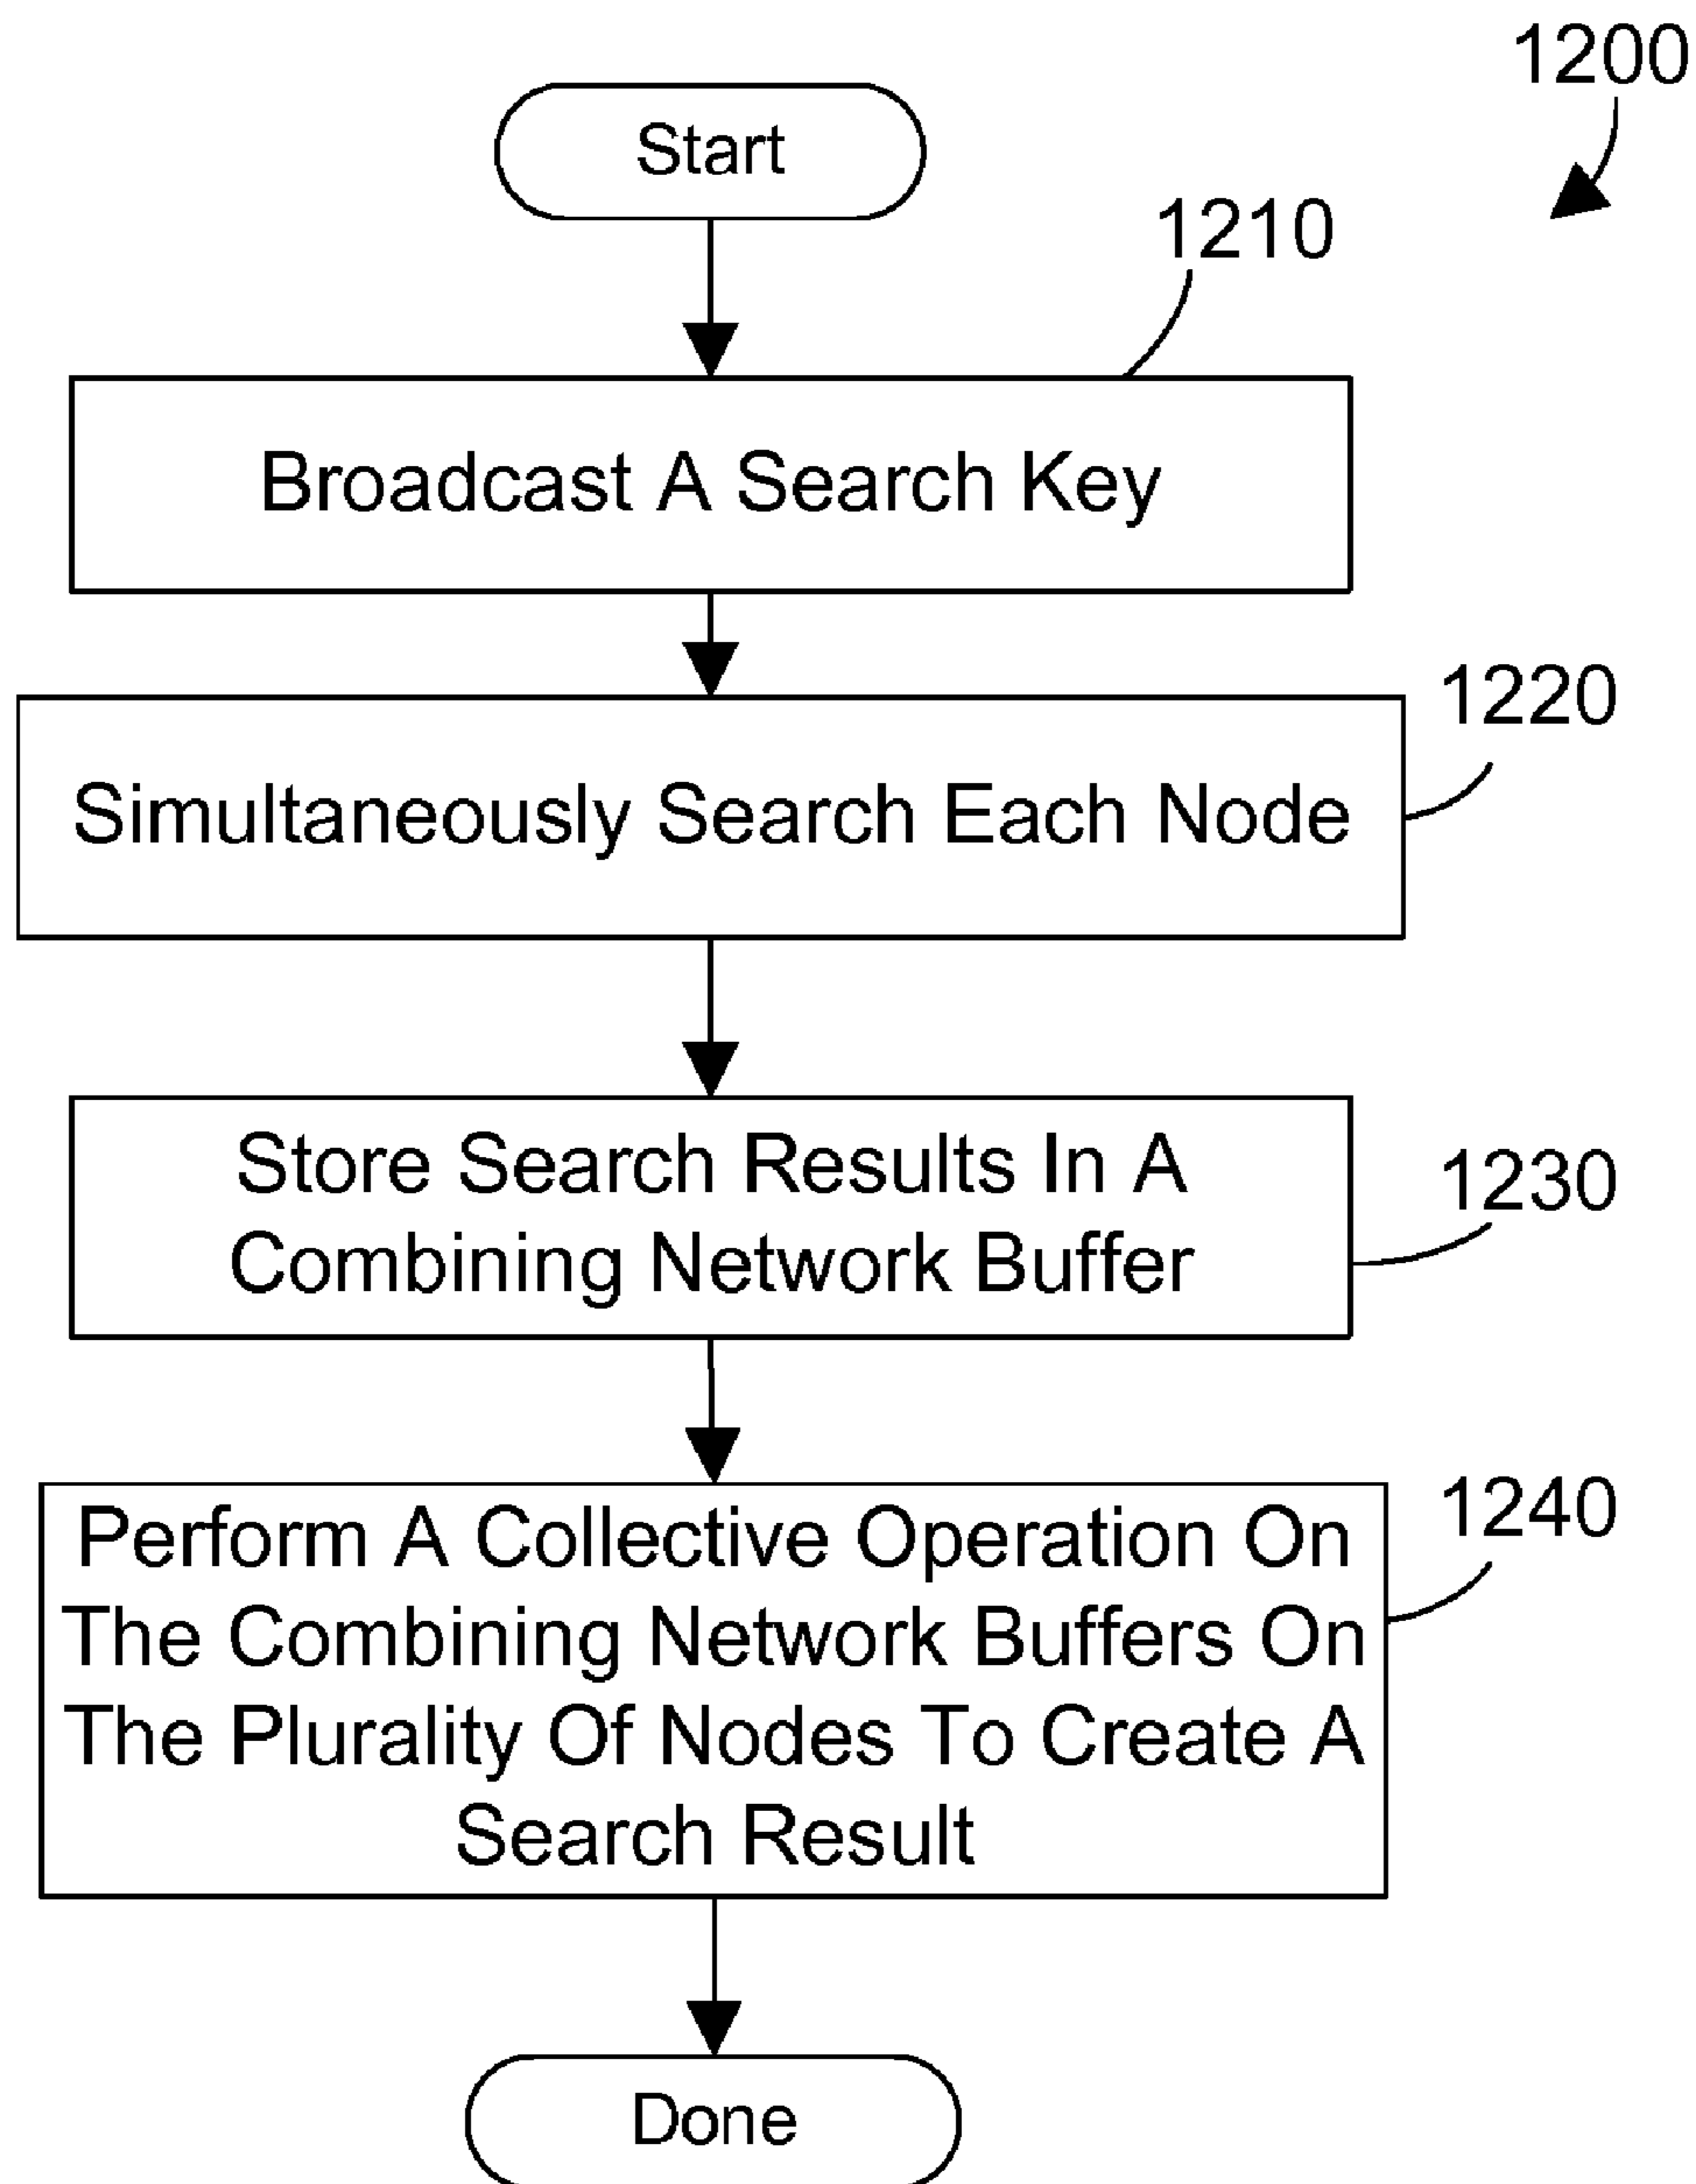 1200
Start
1210
Broadcast A Search Key
1220
Simultaneously Search Each Node
Store Search Results In A
Combining Network Buffer
1230
1240
Perform A Collective Operation On
The Combining Network Buffers On
The Plurality Of Nodes To Create A
Search Result
Done